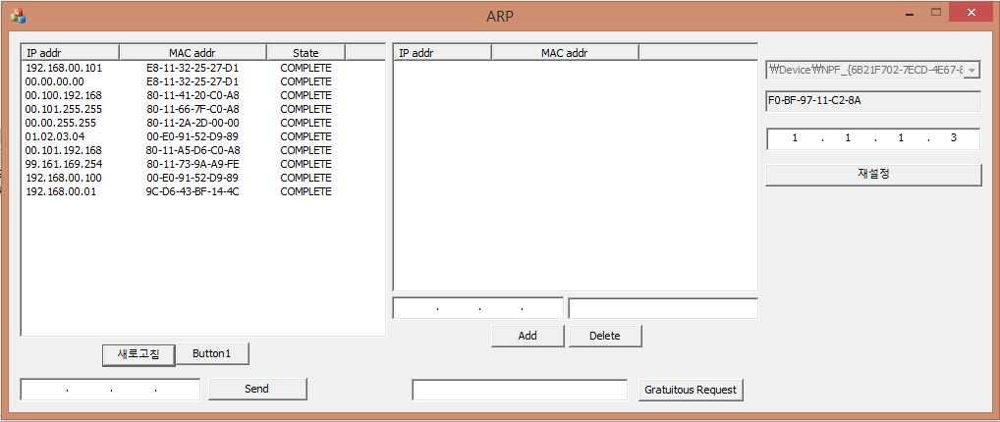 ARP
IP addr MAC addr State
192.168.00.101 E8-11-32-25-27-D1 COMPLETE
00.00.00.00 E8-11-32-25-27-D1 COMPLETE
00.100.192.168 80-11-41-20-C0-A8 COMPLETE
00.101.255.255 80-11-66-7F-C0-A8 COMPLETE
00.00.255.255 80-11-2A-2D-00-00 COMPLETE
01.02.03.04 00-E0-91-52-D9-89 COMPLETE
00.101.192.168 80-11-A5-D6-C0-A8 COMPLETE
99.161.169.254 80-11-73-9A-A9-FE COMPLETE
192.168.00.100 00-E0-91-52-D9-89 COMPLETE
192.168.00.01 9C-D6-43-BF-14-4C COMPLETE
새로고침 Button1
. . .
Send
IP addr MAC addr
. . .
Add Delete
Gratuitous Request
₩Device₩NPF_{6B21F702-7ECD-4E67-8
F0-BF-97-11-C2-8A
1 . 1 . 1 . 3
재설정